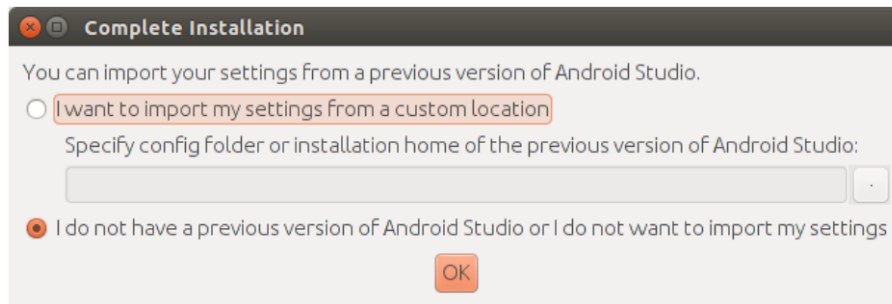 Complete Installation
You can import your settings from a previous version of Android Studio.
I want to import my settings from a custom location
Specify config folder or installation home of the previous version of Android Studio:
.
I do not have a previous version of Android Studio or I do not want to import my settings
OK